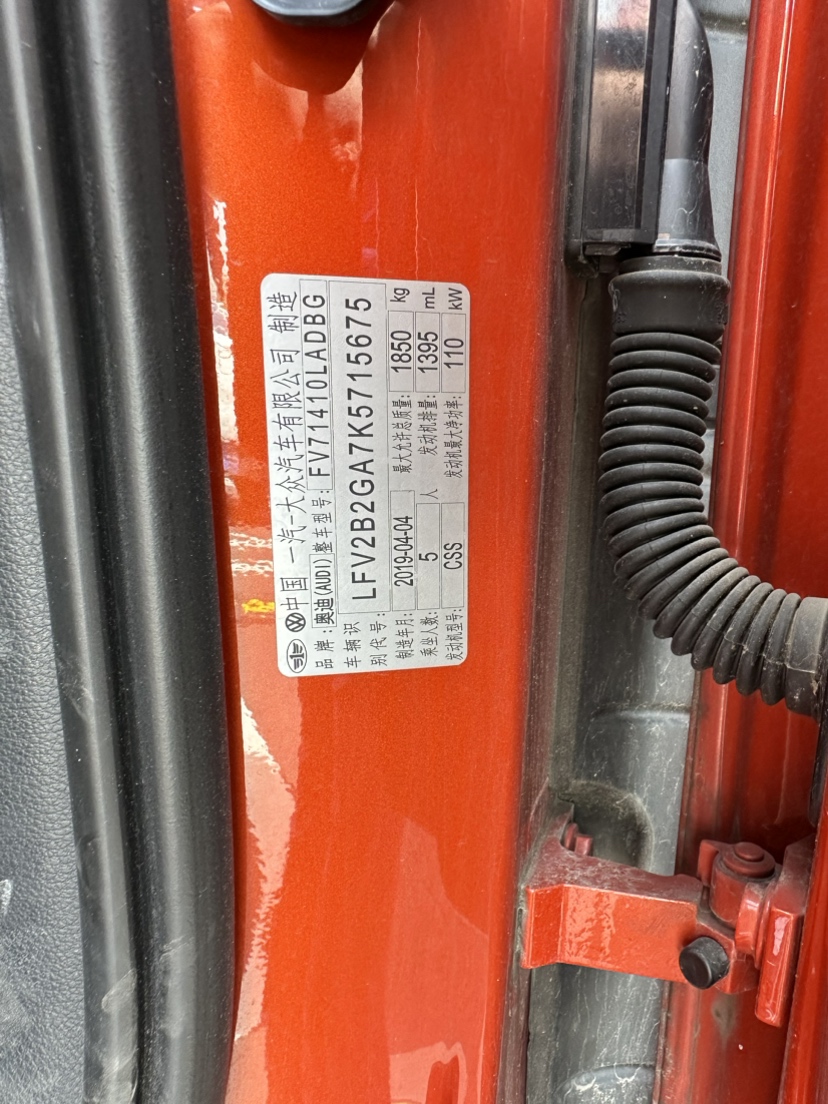 中国 一汽-大众汽车有限公司 制造
品牌: 奥迪(AUDI) 整车型号: FV71410LADBG
车辆识别代号: LFV2B2GA7K5715675
制造年月: 2019-04-04 最大允许总质量: 1850 kg
乘坐人数: 5 人 发动机排量: 1395 mL
发动机型号: CSS 发动机最大净功率: 110 kW